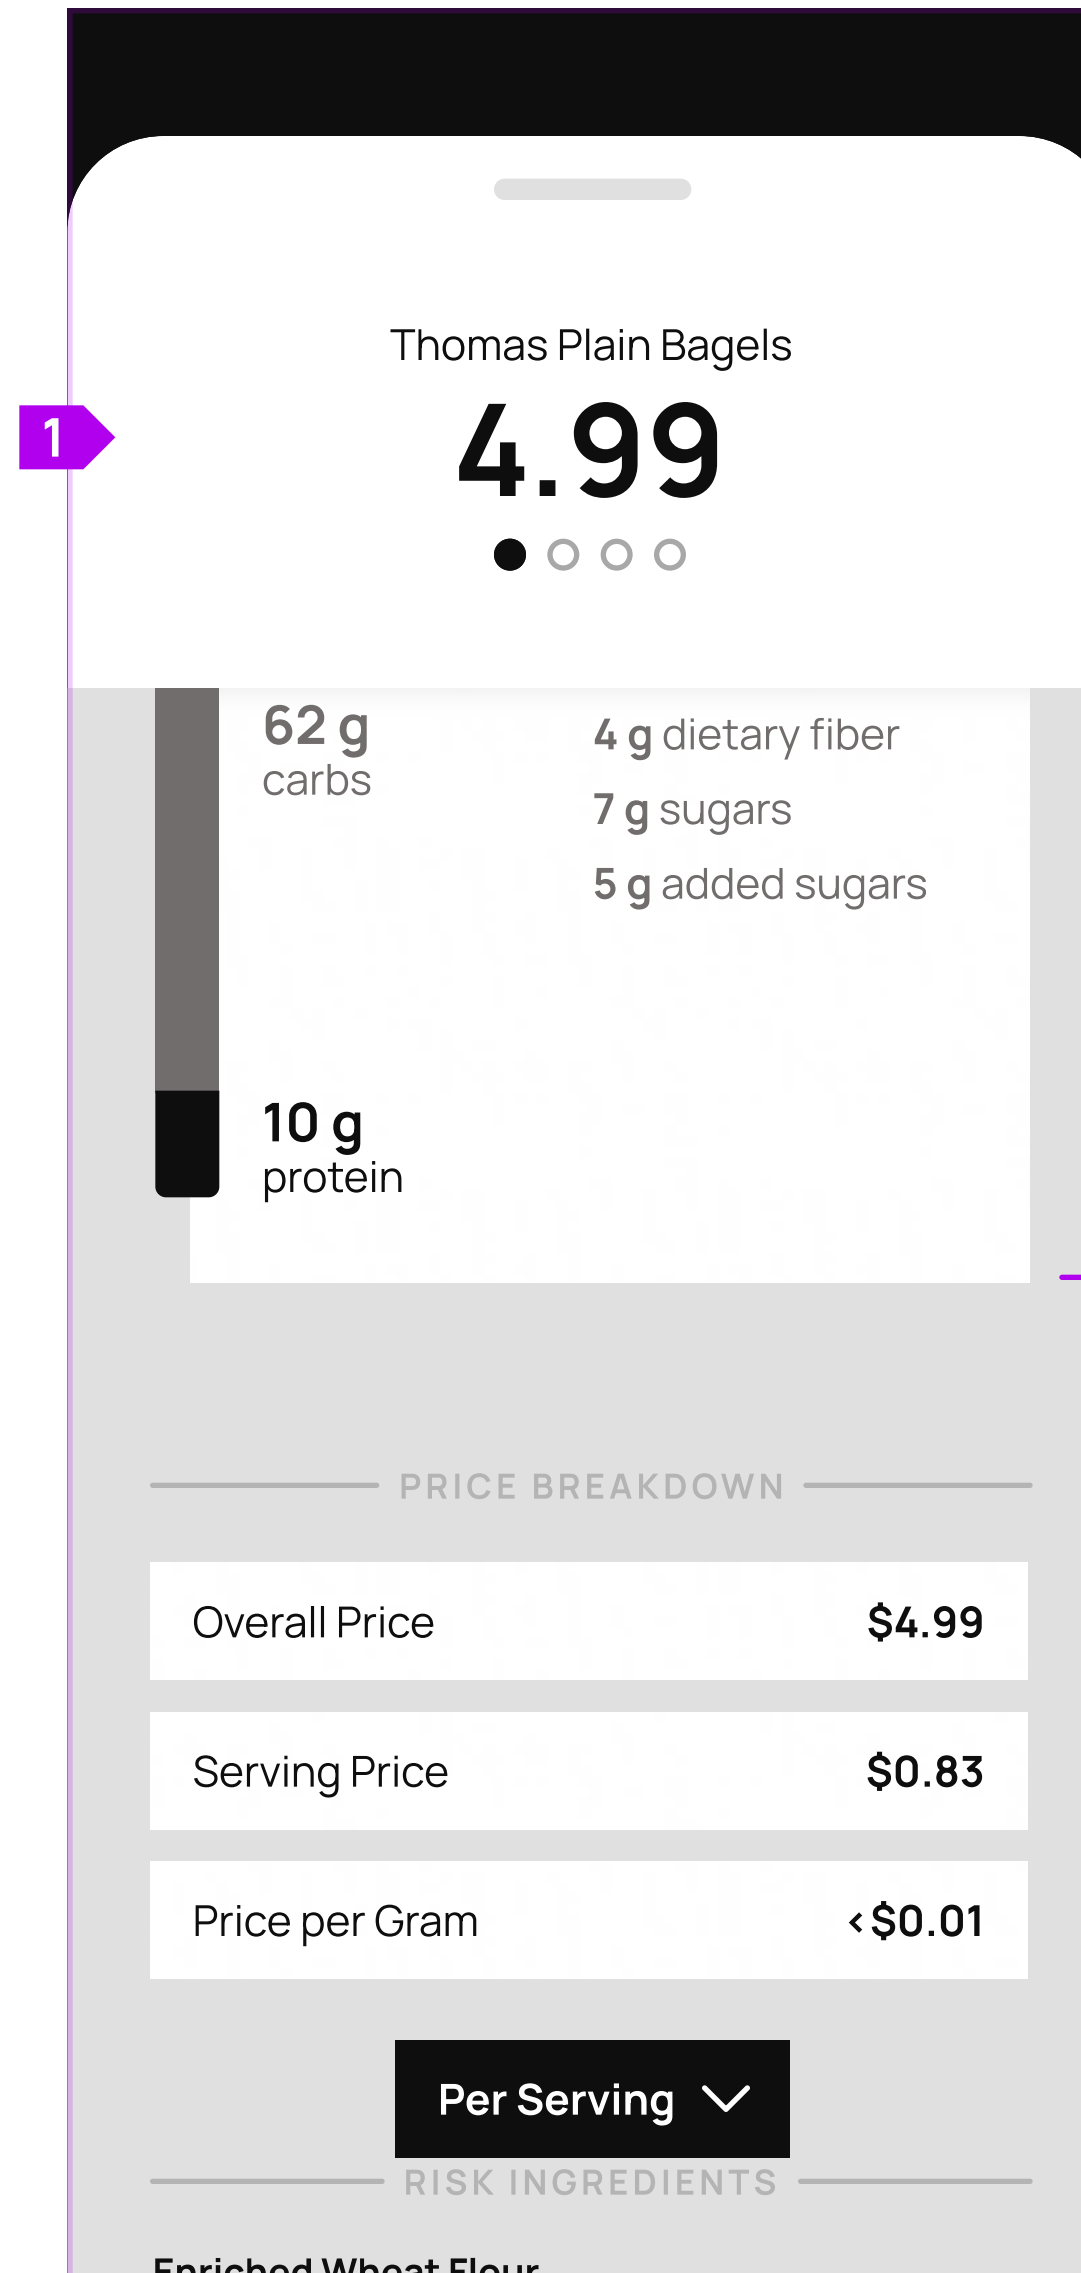 Thomas Plain Bagels
1
4.99
62 g
carbs
4 g dietary fiber
7 g sugars
5 g added sugars
10 g
protein
PRICE BREAKDOWN
Overall Price $4.99
Serving Price $0.83
Price per Gram <$0.01
Per Serving
RISK INGREDIENTS
Enriched Wheat Flour